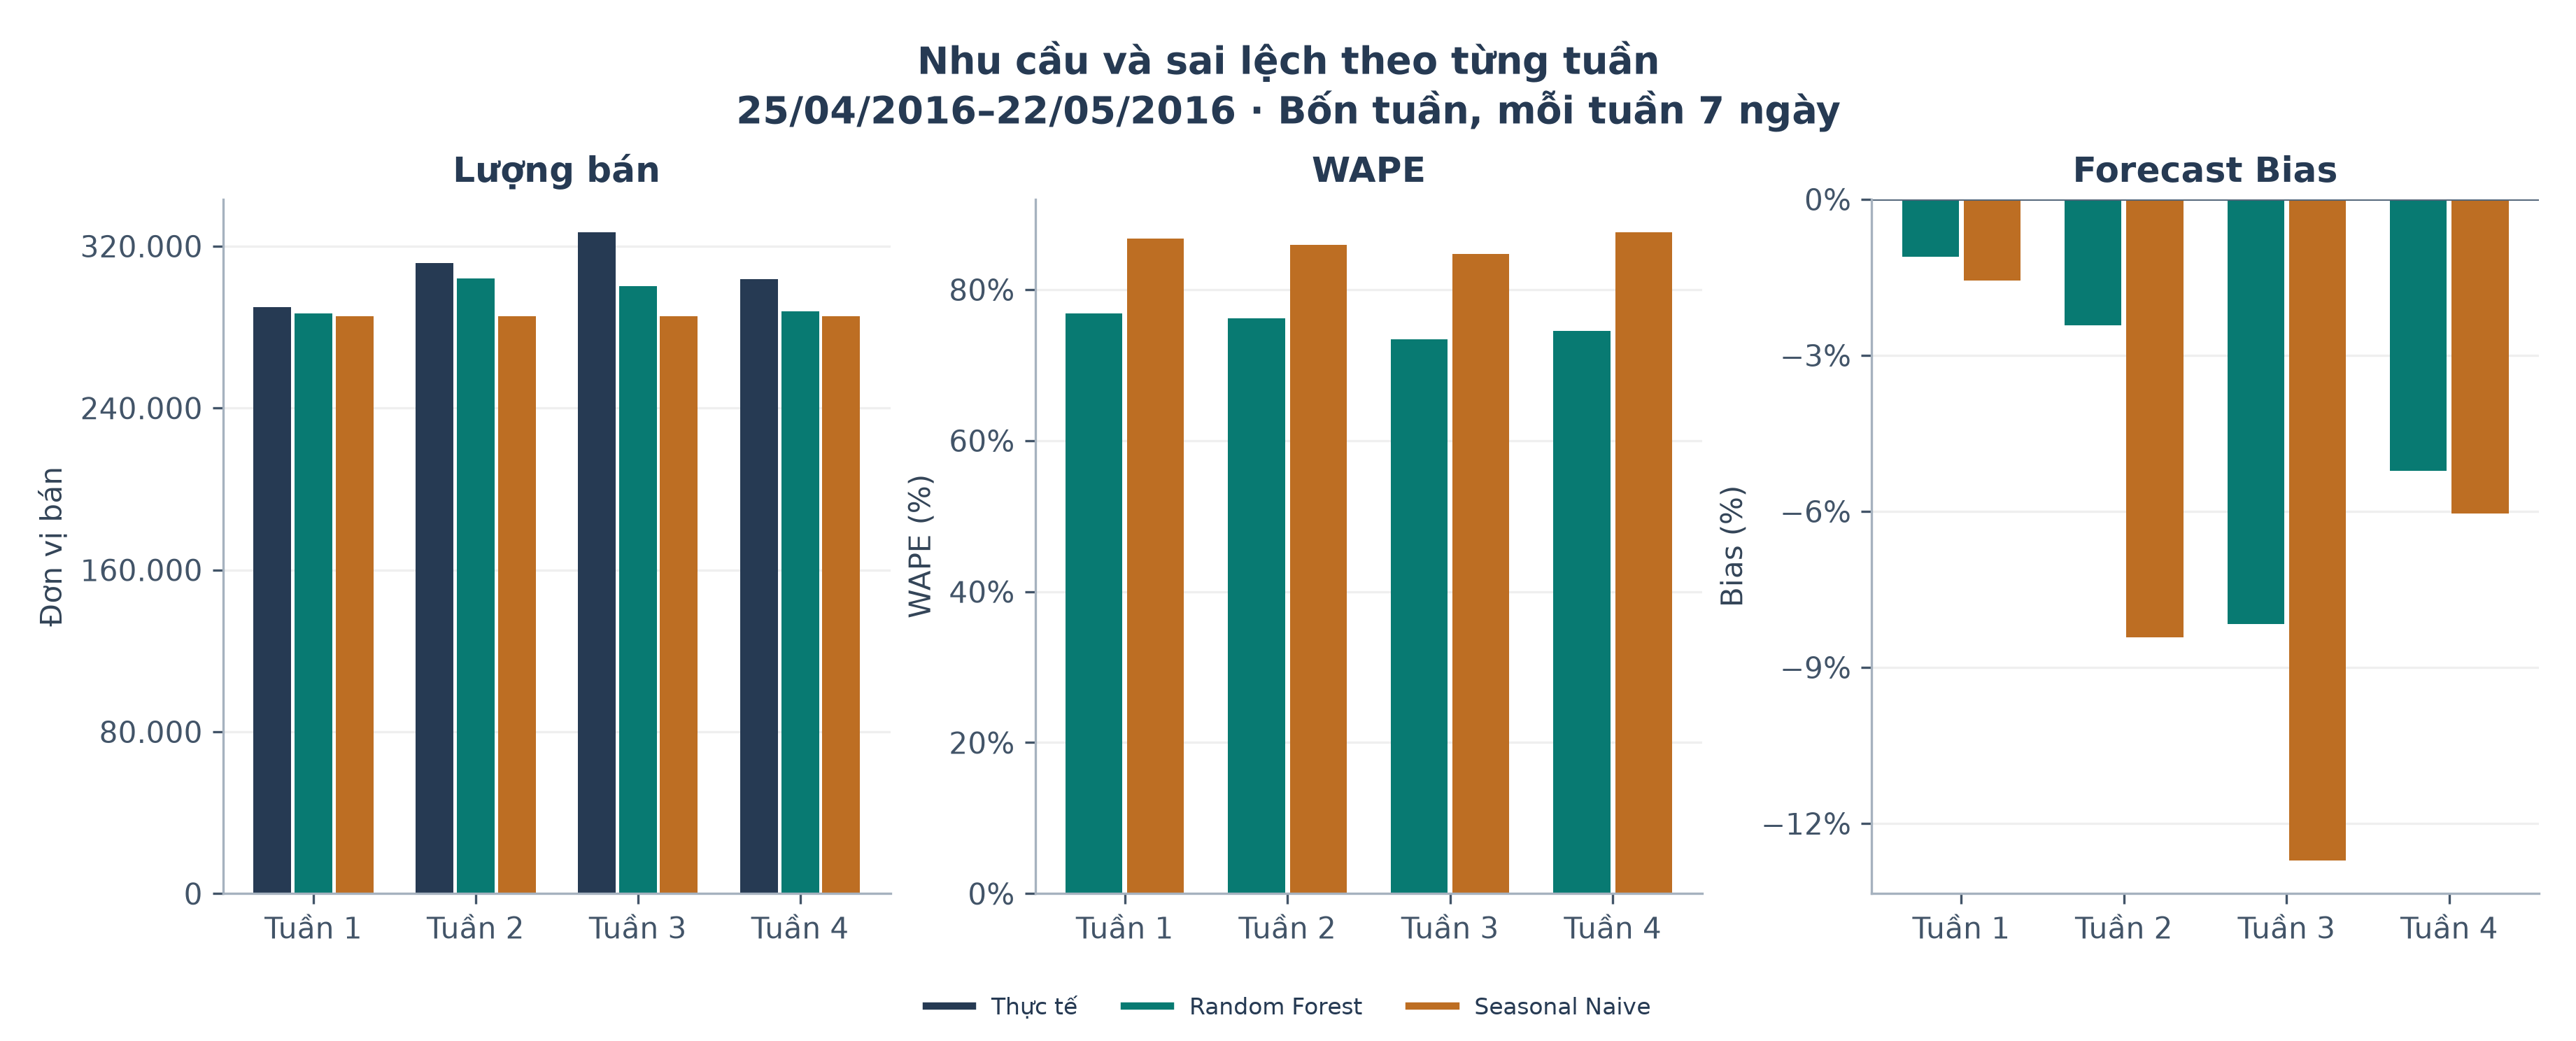 Nhu cầu và sai lệch theo từng tuần
25/04/2016–22/05/2016 · Bốn tuần, mỗi tuần 7 ngày
Lượng bán
Đơn vị bán
320.000
240.000
160.000
80.000
0
Tuần 1
Tuần 2
Tuần 3
Tuần 4
WAPE
WAPE (%)
80%
60%
40%
20%
0%
Tuần 1
Tuần 2
Tuần 3
Tuần 4
Forecast Bias
Bias (%)
0%
−3%
−6%
−9%
−12%
Tuần 1
Tuần 2
Tuần 3
Tuần 4
Thực tế
Random Forest
Seasonal Naive